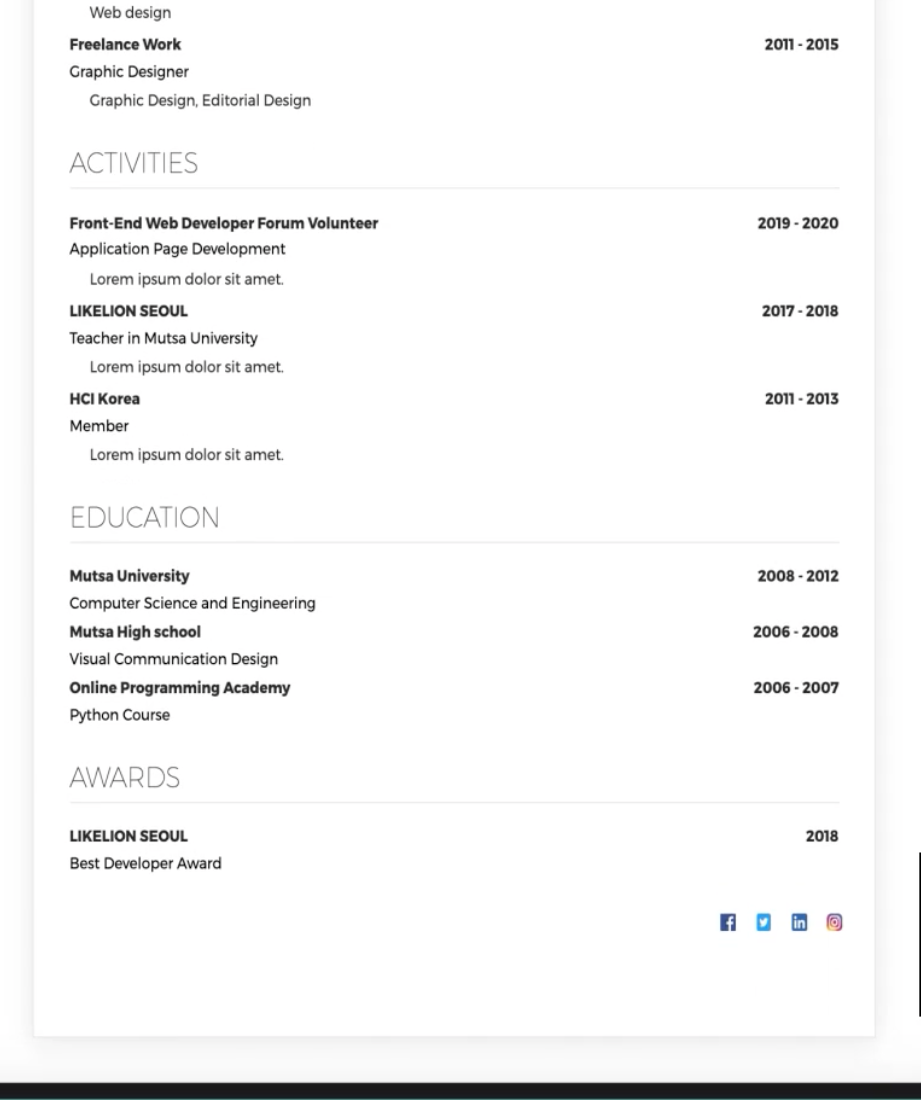 Web design
Freelance Work 2011 - 2015
Graphic Designer
Graphic Design, Editorial Design
ACTIVITIES
Front-End Web Developer Forum Volunteer 2019 - 2020
Application Page Development
Lorem ipsum dolor sit amet.
LIKELION SEOUL 2017 - 2018
Teacher in Mutsa University
Lorem ipsum dolor sit amet.
HCI Korea 2011 - 2013
Member
Lorem ipsum dolor sit amet.
EDUCATION
Mutsa University 2008 - 2012
Computer Science and Engineering
Mutsa High school 2006 - 2008
Visual Communication Design
Online Programming Academy 2006 - 2007
Python Course
AWARDS
LIKELION SEOUL 2018
Best Developer Award